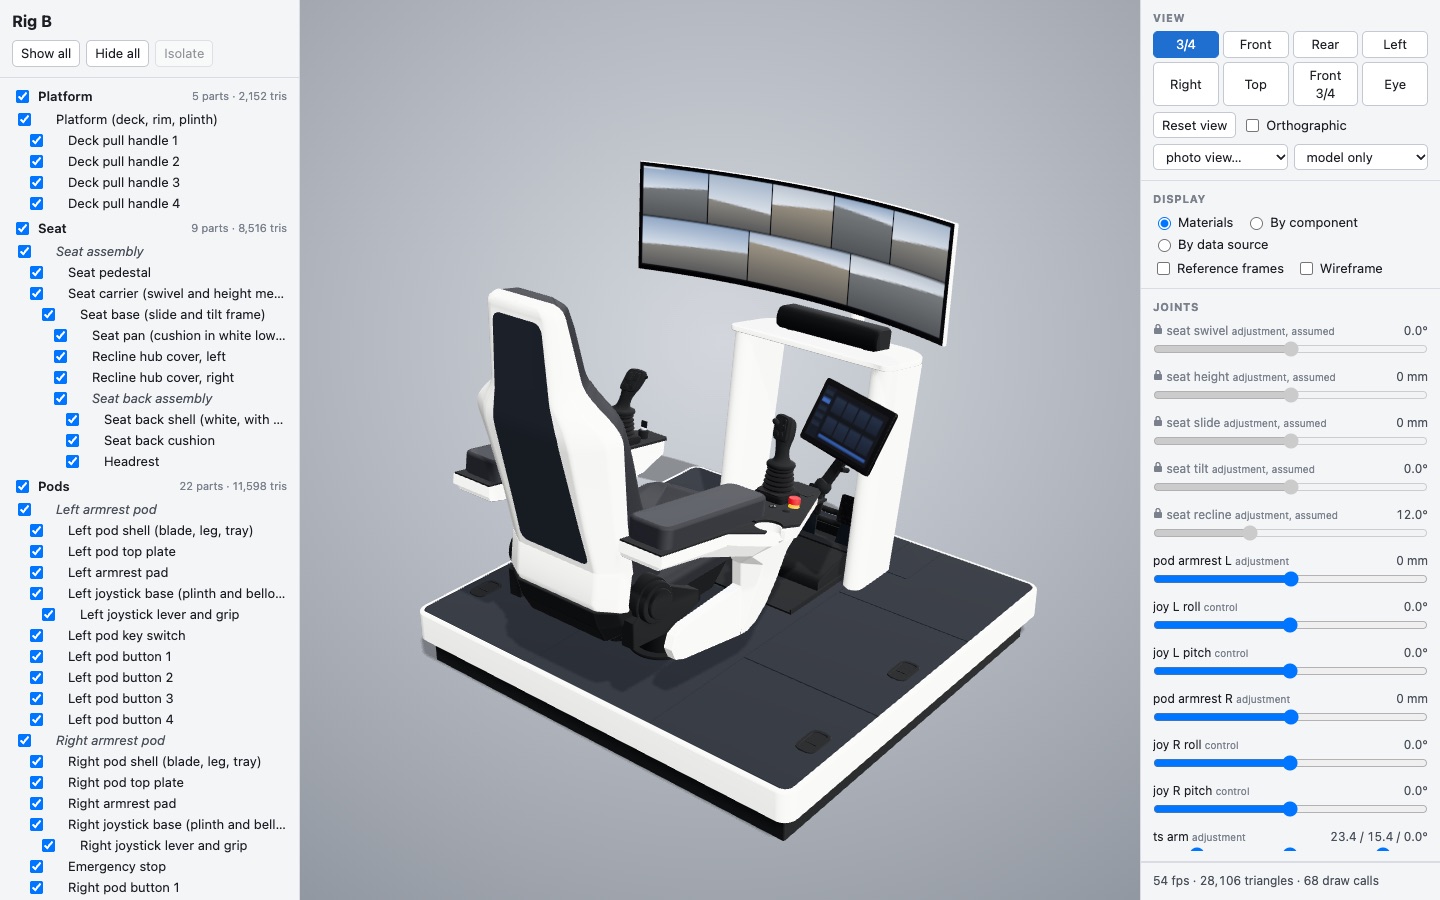 Rig B
Show all Hide all Isolate
Platform 5 parts · 2,152 tris
Platform (deck, rim, plinth)
Deck pull handle 1
Deck pull handle 2
Deck pull handle 3
Deck pull handle 4
Seat 9 parts · 8,516 tris
Seat assembly
Seat pedestal
Seat carrier (swivel and height me...
Seat base (slide and tilt frame)
Seat pan (cushion in white low...
Recline hub cover, left
Recline hub cover, right
Seat back assembly
Seat back shell (white, with ...
Seat back cushion
Headrest
Pods 22 parts · 11,598 tris
Left armrest pod
Left pod shell (blade, leg, tray)
Left pod top plate
Left armrest pad
Left joystick base (plinth and bello...
Left joystick lever and grip
Left pod key switch
Left pod button 1
Left pod button 2
Left pod button 3
Left pod button 4
Right armrest pod
Right pod shell (blade, leg, tray)
Right pod top plate
Right armrest pad
Right joystick base (plinth and bell...
Right joystick lever and grip
Emergency stop
Right pod button 1
VIEW
3/4 Front Rear Left
Right Top Front 3/4 Eye
Reset view Orthographic
photo view... model only
DISPLAY
Materials By component
By data source
Reference frames Wireframe
JOINTS
seat swivel adjustment, assumed 0.0°
seat height adjustment, assumed 0 mm
seat slide adjustment, assumed 0 mm
seat tilt adjustment, assumed 0.0°
seat recline adjustment, assumed 12.0°
pod armrest L adjustment 0 mm
joy L roll control 0.0°
joy L pitch control 0.0°
pod armrest R adjustment 0 mm
joy R roll control 0.0°
joy R pitch control 0.0°
ts arm adjustment 23.4 / 15.4 / 0.0°
54 fps · 28,106 triangles · 68 draw calls